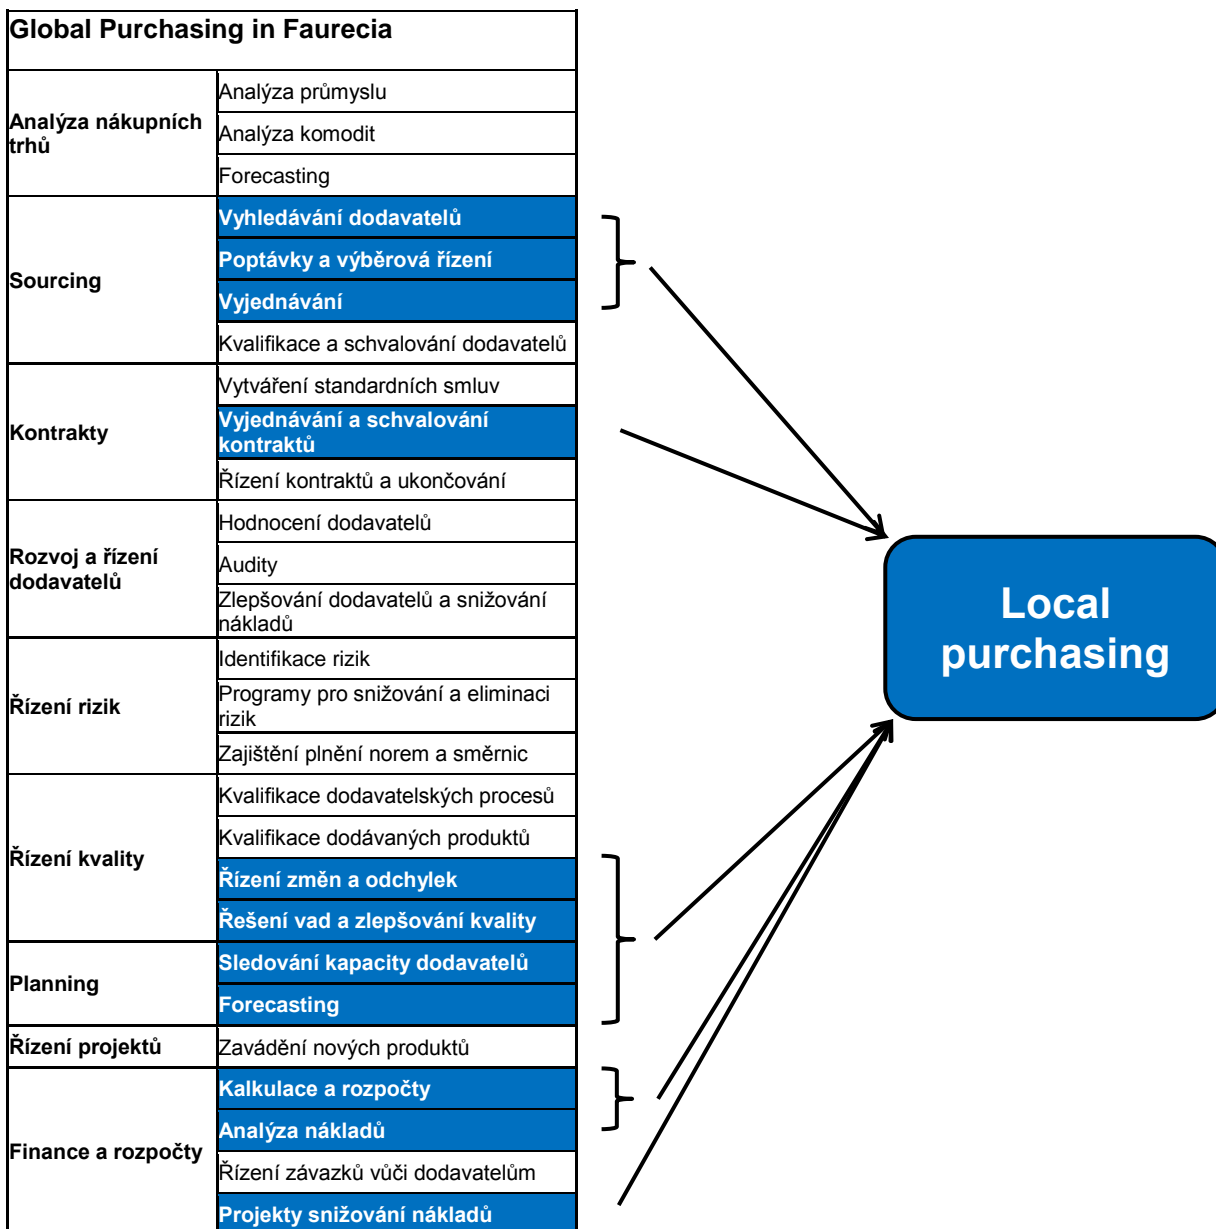 Global Purchasing in Faurecia
Analýza nákupních
trhů
Analýza průmyslu
Analýza komodit
Forecasting
Sourcing
Vyhledávání dodavatelů
Poptávky a výběrová řízení
Vyjednávání
Kvalifikace a schvalování dodavatelů
Kontrakty
Vytváření standardních smluv
Vyjednávání a schvalování
kontraktů
Řízení kontraktů a ukončování
Rozvoj a řízení
dodavatelů
Hodnocení dodavatelů
Audity
Zlepšování dodavatelů a snižování
nákladů
Řízení rizik
Identifikace rizik
Programy pro snižování a eliminaci
rizik
Zajištění plnění norem a směrnic
Řízení kvality
Kvalifikace dodavatelských procesů
Kvalifikace dodávaných produktů
Řízení změn a odchylek
Řešení vad a zlepšování kvality
Planning
Sledování kapacity dodavatelů
Forecasting
Řízení projektů
Zavádění nových produktů
Finance a rozpočty
Kalkulace a rozpočty
Analýza nákladů
Řízení závazků vůči dodavatelům
Projekty snižování nákladů
Local
purchasing